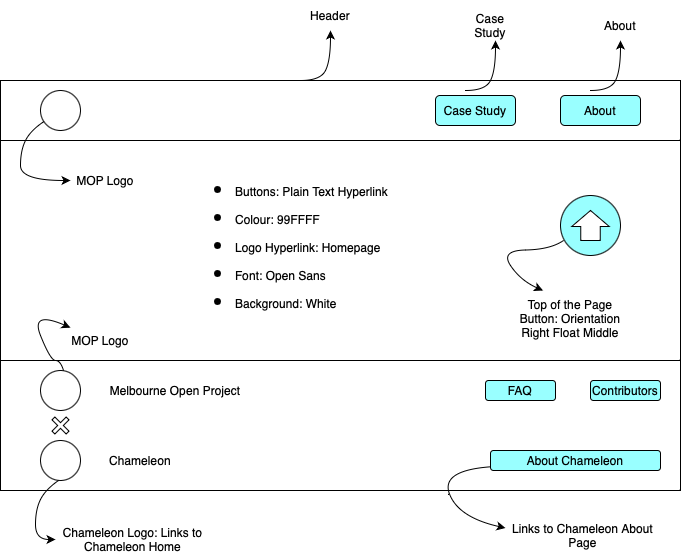 Header
Case
Study
About
Case Study
About
MOP Logo
Buttons: Plain Text Hyperlink
Colour: 99FFFF
Logo Hyperlink: Homepage
Font: Open Sans
Background: White
Top of the Page
Button: Orientation
Right Float Middle
MOP Logo
Melbourne Open Project
FAQ
Contributors
Chameleon
About Chameleon
Chameleon Logo: Links to
Chameleon Home
Links to Chameleon About
Page